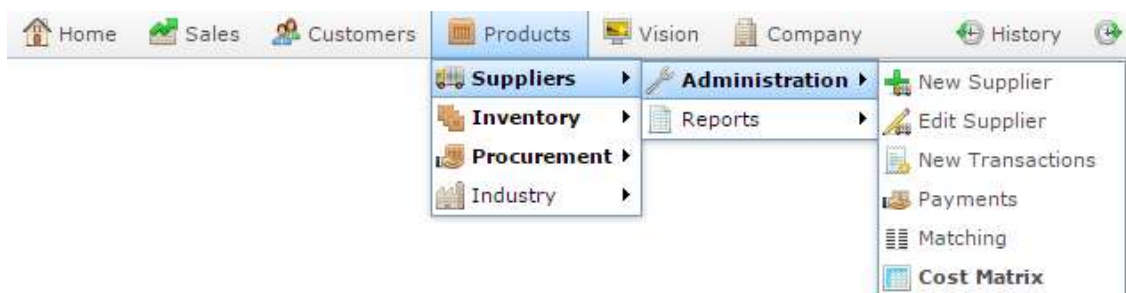 Home Sales Customers Products Vision Company History
Suppliers Administration New Supplier
Inventory Reports Edit Supplier
Procurement New Transactions
Industry Payments
Matching
Cost Matrix